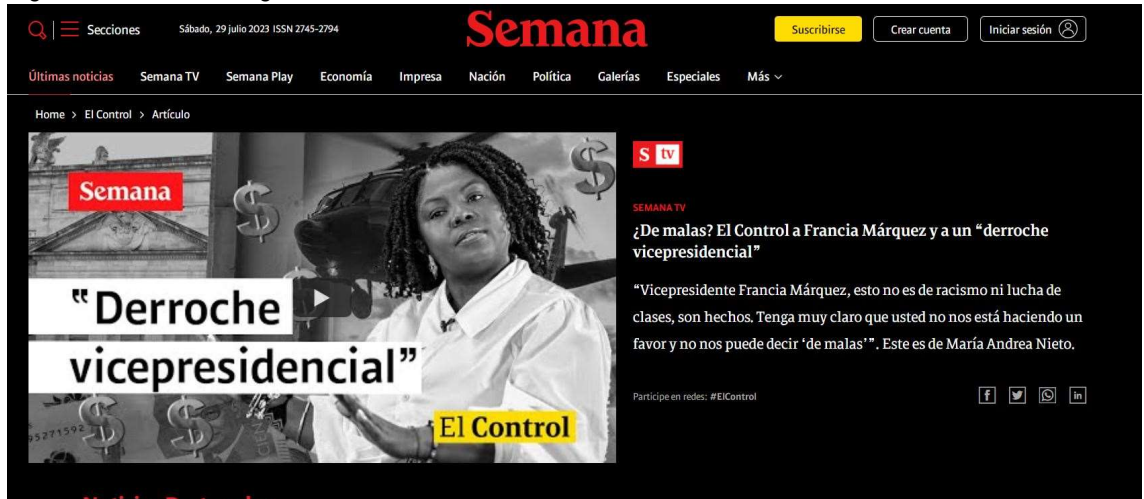 Secciones
Sábado, 29 julio 2023 ISSN 2745-2794
Semana
Suscribirse
Crear cuenta
Iniciar sesión
Últimas noticias Semana TV Semana Play Economía Impresa Nación Política Galerías Especiales Más
Home > El Control > Artículo
Semana
"Derroche
vicepresidencial"
El Control
95271592
S tv
SEMANA TV
¿De malas? El Control a Francia Márquez y a un “derroche
vicepresidencial”
“Vicepresidente Francia Márquez, esto no es de racismo ni lucha de
clases, son hechos. Tenga muy claro que usted no nos está haciendo un
favor y no nos puede decir ‘de malas’”. Este es de María Andrea Nieto.
Participe en redes: #ElControl